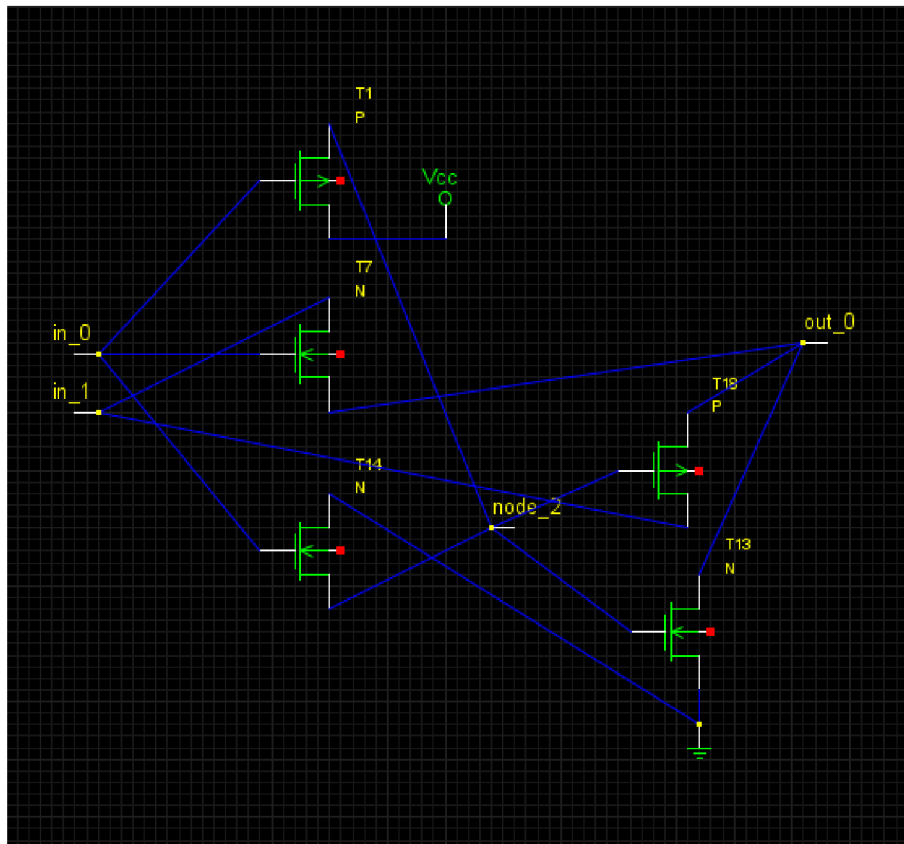 T1
P
Vcc
T7
N
in_0
out_0
in_1
T18
P
T14
N
node_2
T13
N